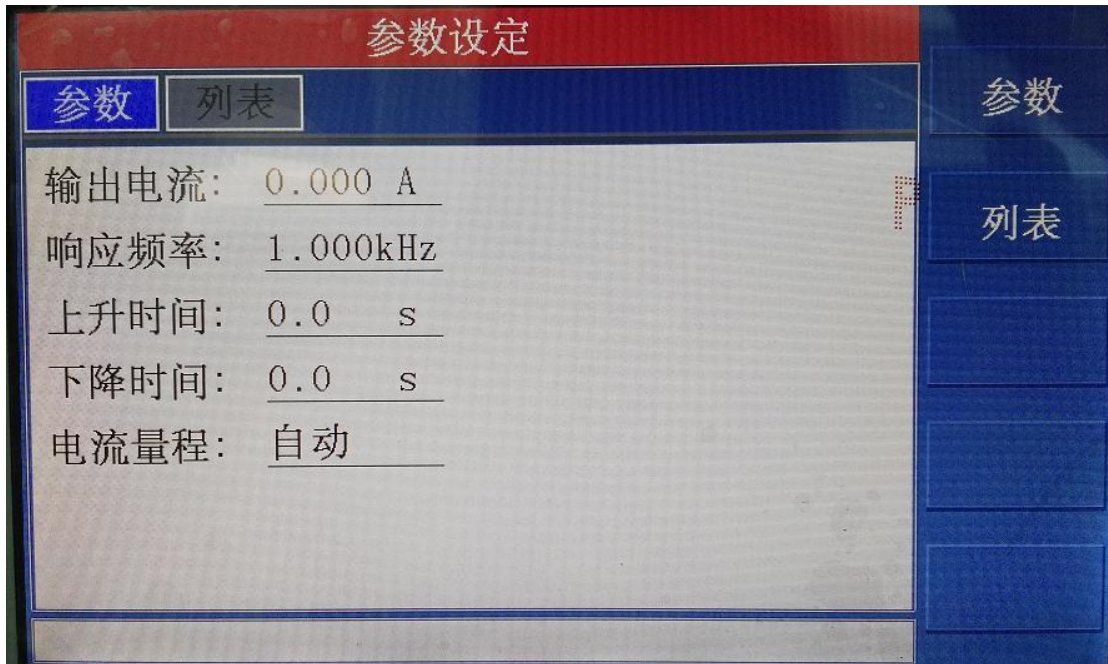 参数设定
参数 列表
输出电流: 0.000 A
响应频率: 1.000kHz
上升时间: 0.0 s
下降时间: 0.0 s
电流量程: 自动
P
参数
列表